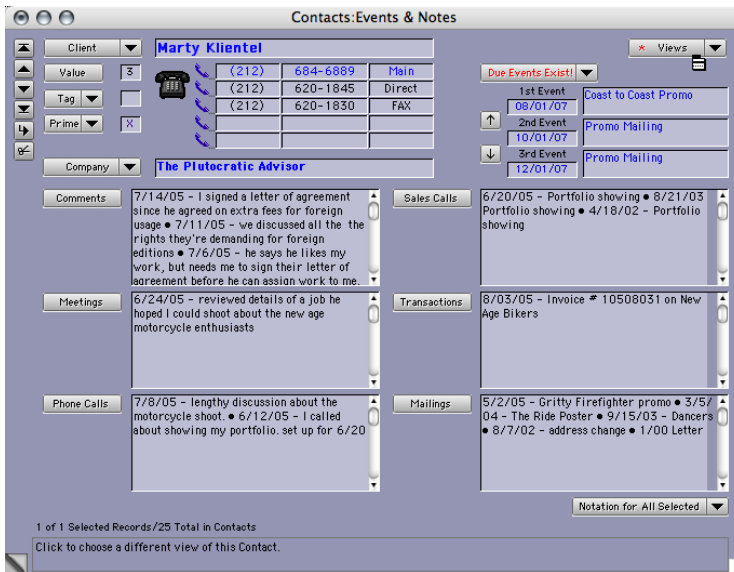 Contacts:Events & Notes
Client
Marty Klientel
* Views
Value 3
(212) 684-6889 Main
(212) 620-1845 Direct
(212) 620-1830 FAX
Tag
Prime X
Due Events Exist!
1st Event
08/01/07
Coast to Coast Promo
2nd Event
10/01/07
Promo Mailing
3rd Event
12/01/07
Promo Mailing
Company
The Plutocratic Advisor
Comments
7/14/05 - I signed a letter of agreement
since he agreed on extra fees for foreign
usage ● 7/11/05 - we discussed all the the
rights they're demanding for foreign
editions ● 7/6/05 - he says he likes my
work, but needs me to sign their letter of
agreement before he can assign work to me.
Sales Calls
6/20/05 - Portfolio showing ● 8/21/03
Portfolio showing ● 4/18/02 - Portfolio
showing
Meetings
6/24/05 - reviewed details of a job he
hoped I could shoot about the new age
motorcycle enthusiasts
Transactions
8/03/05 - Invoice # 10508031 on New
Age Bikers
Phone Calls
7/8/05 - lengthy discussion about the
motorcycle shoot. ● 6/12/05 - I called
about showing my portfolio. set up for 6/20
Mailings
5/2/05 - Gritty Firefighter promo ● 3/5/
04 - The Ride Poster ● 9/15/03 - Dancers
● 8/7/02 - address change ● 1/00 Letter
Notation for All Selected
1 of 1 Selected Records/25 Total in Contacts
Click to choose a different view of this Contact.